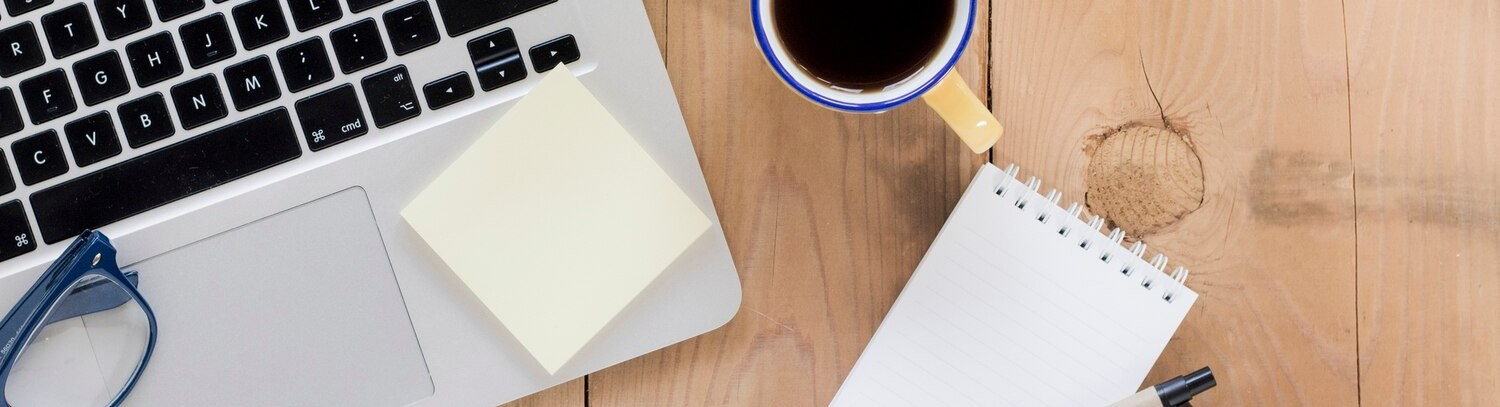 R T Y
F G H J K L ; :
C V B N M
⌘ cmd
alt ⌥
⌘